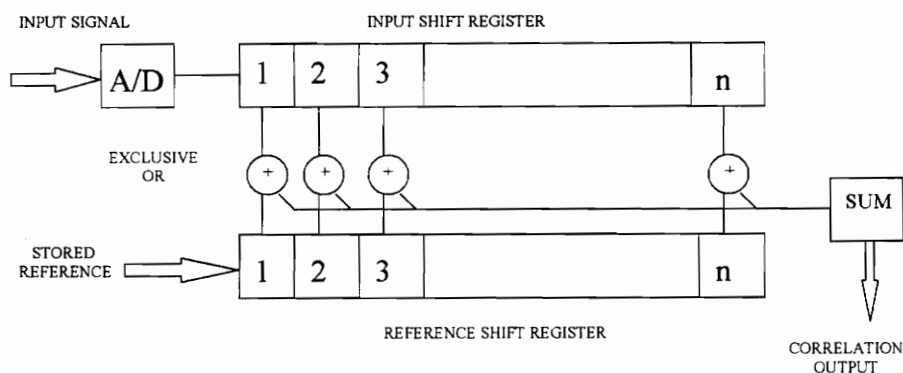 INPUT SIGNAL
INPUT SHIFT REGISTER
A/D
1 2 3 n
EXCLUSIVE
OR
+ + + +
SUM
STORED
REFERENCE
1 2 3 n
REFERENCE SHIFT REGISTER
CORRELATION
OUTPUT